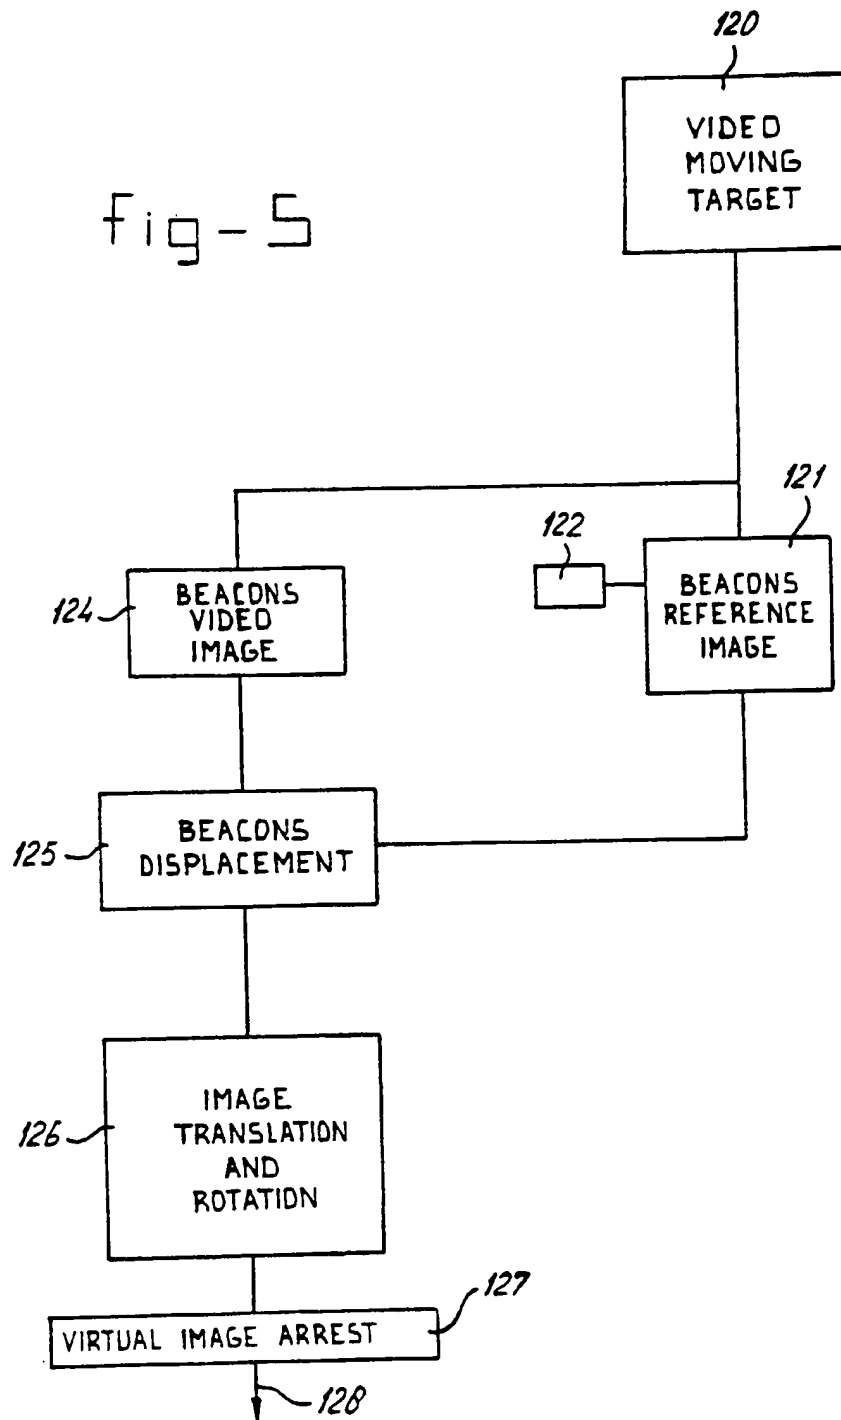 120
VIDEO
MOVING
TARGET
fig-5
121
122
BEACONS
REFERENCE
IMAGE
124
BEACONS
VIDEO
IMAGE
125
BEACONS
DISPLACEMENT
126
IMAGE
TRANSLATION
AND
ROTATION
127
VIRTUAL IMAGE ARREST
128